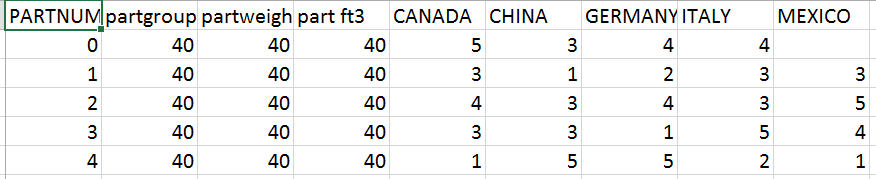 PARTNUM partgroup partweigh part ft3 CANADA CHINA GERMANY ITALY MEXICO
0 40 40 40 5 3 4 4
1 40 40 40 3 1 2 3 3
2 40 40 40 4 3 4 3 5
3 40 40 40 3 3 1 5 4
4 40 40 40 1 5 5 2 1